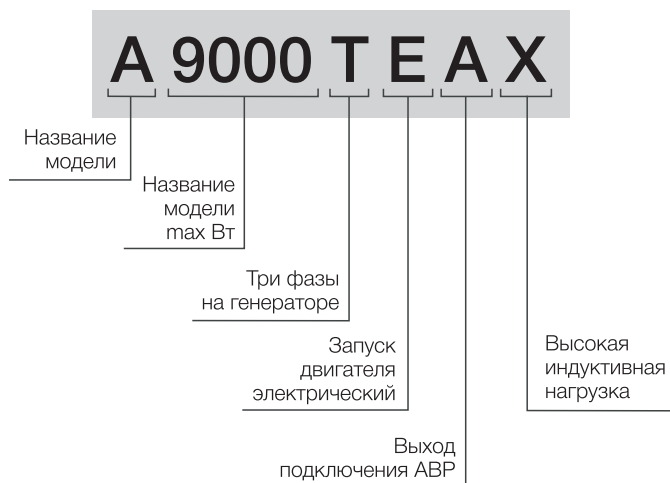 A 9000 T E A X
Название
модели
Название
модели
max Вт
Три фазы
на генераторе
Запуск
двигателя
электрический
Высокая
индуктивная
нагрузка
Выход
подключения АВР